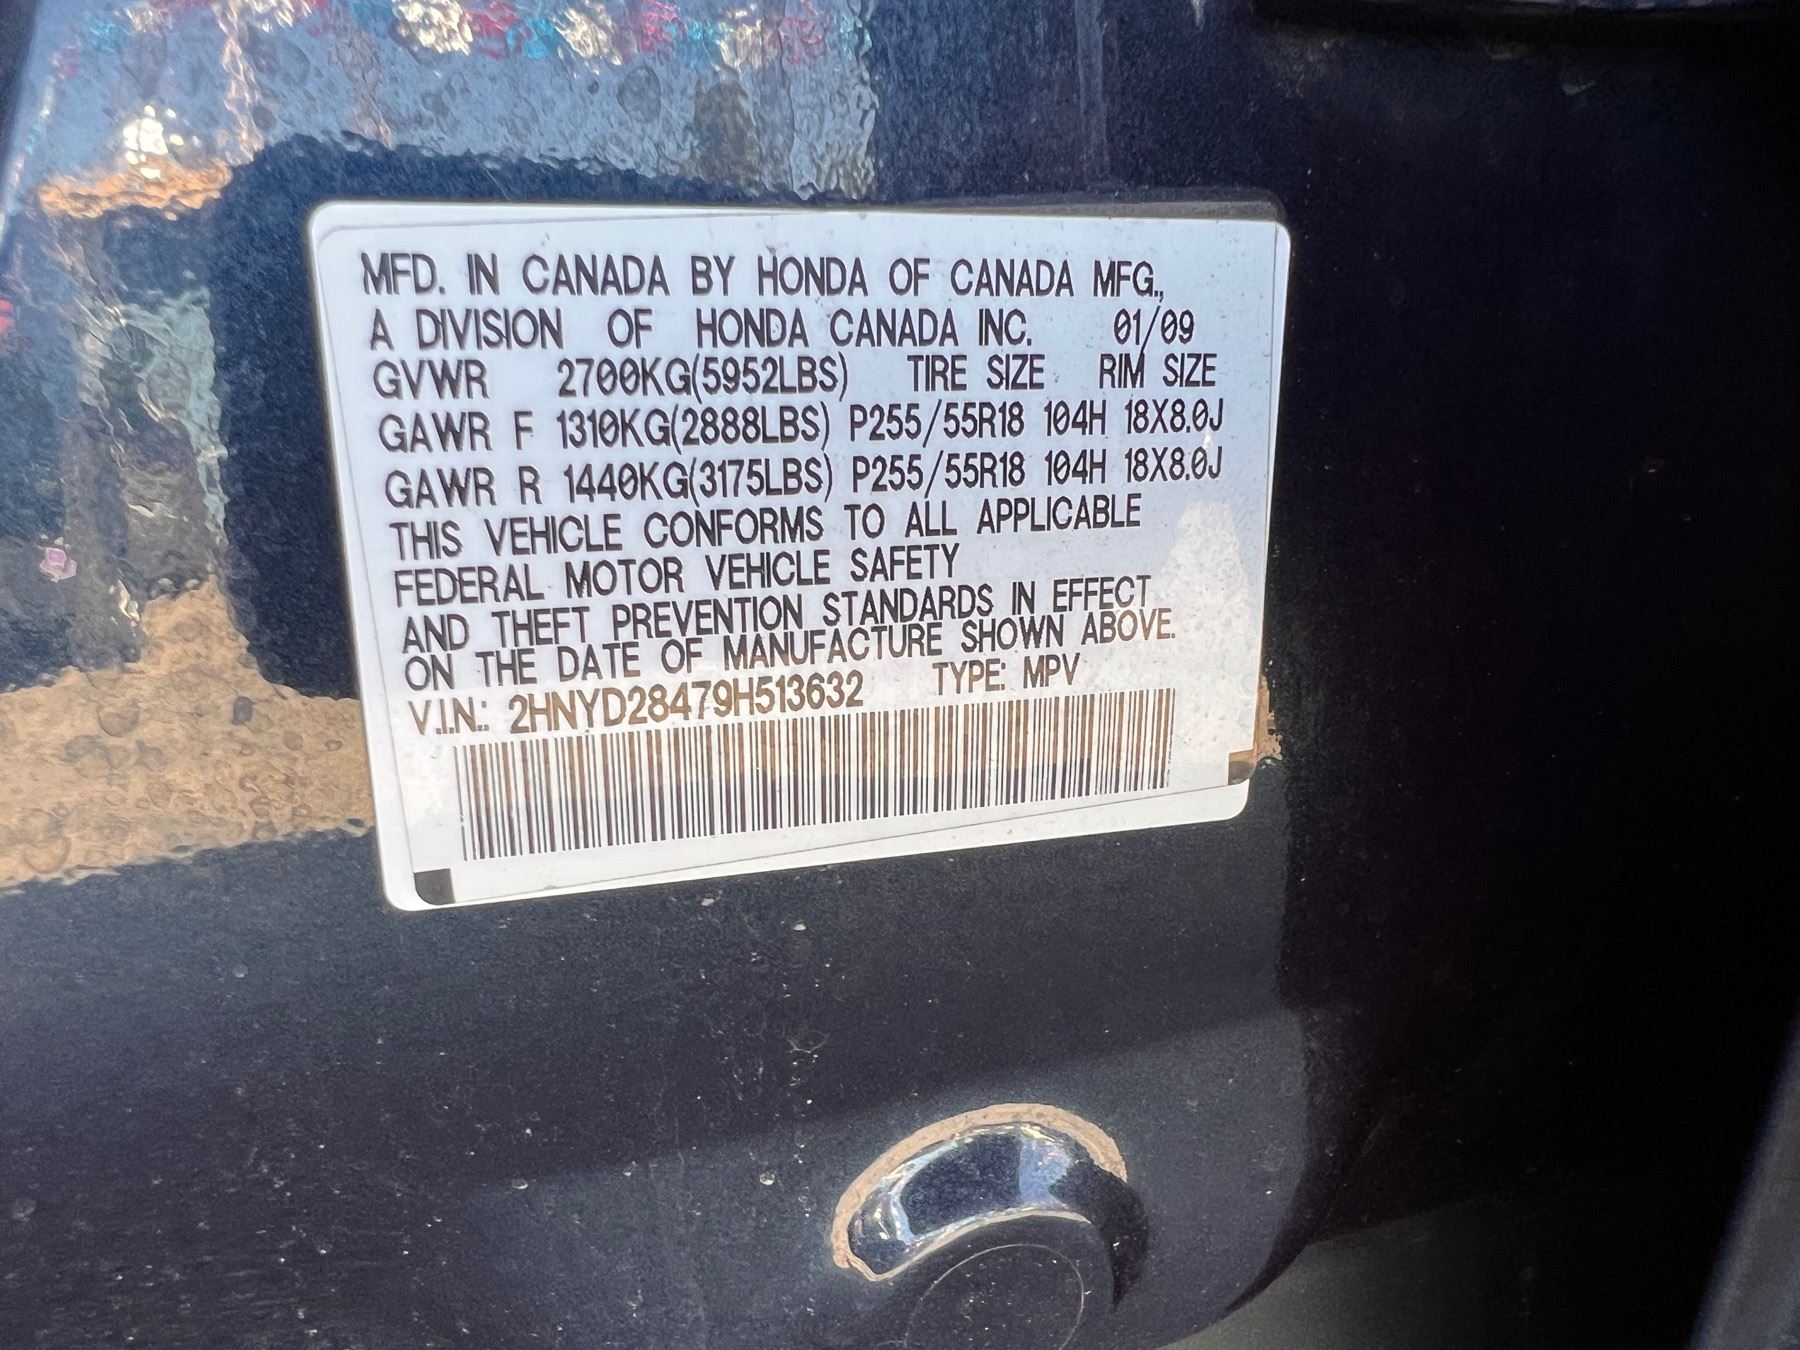 MFD. IN CANADA BY HONDA OF CANADA MFG.,
A DIVISION OF HONDA CANADA INC. 01/09
GVWR 2700KG(5952LBS) TIRE SIZE RIM SIZE
GAWR F 1310KG(2888LBS) P255/55R18 104H 18X8.0J
GAWR R 1440KG(3175LBS) P255/55R18 104H 18X8.0J
THIS VEHICLE CONFORMS TO ALL APPLICABLE
FEDERAL MOTOR VEHICLE SAFETY
AND THEFT PREVENTION STANDARDS IN EFFECT
ON THE DATE OF MANUFACTURE SHOWN ABOVE.
V.I.N.: 2HNYD28479H513632 TYPE: MPV